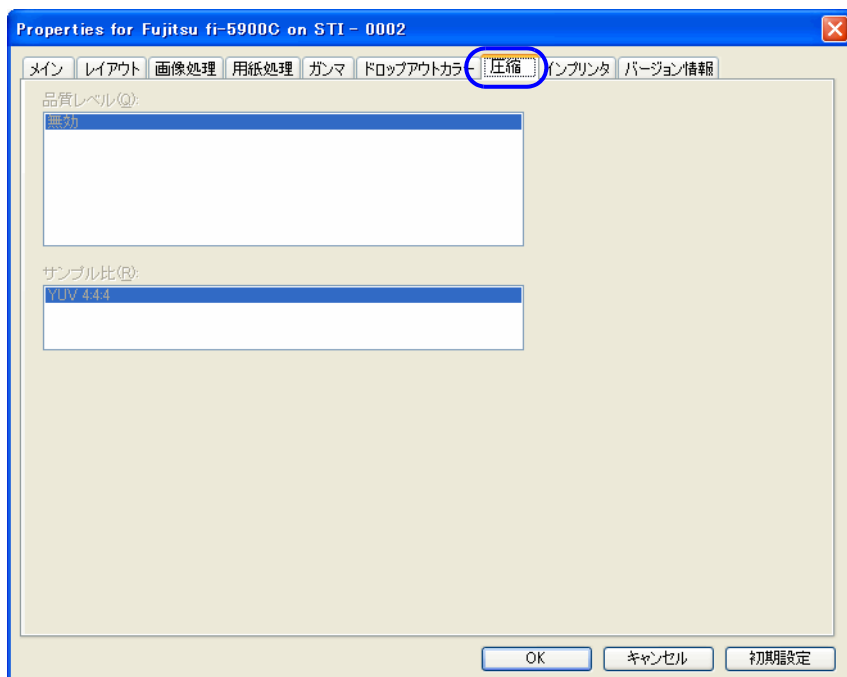 Properties for Fujitsu fi-5900C on STI - 0002
メイン レイアウト 画像処理 用紙処理 ガンマ ドロップアウトカラー 圧縮 インプリンタ バージョン情報
品質レベル(Q):
無効
サンプル比(R):
YUV 4:4:4
OK キャンセル 初期設定